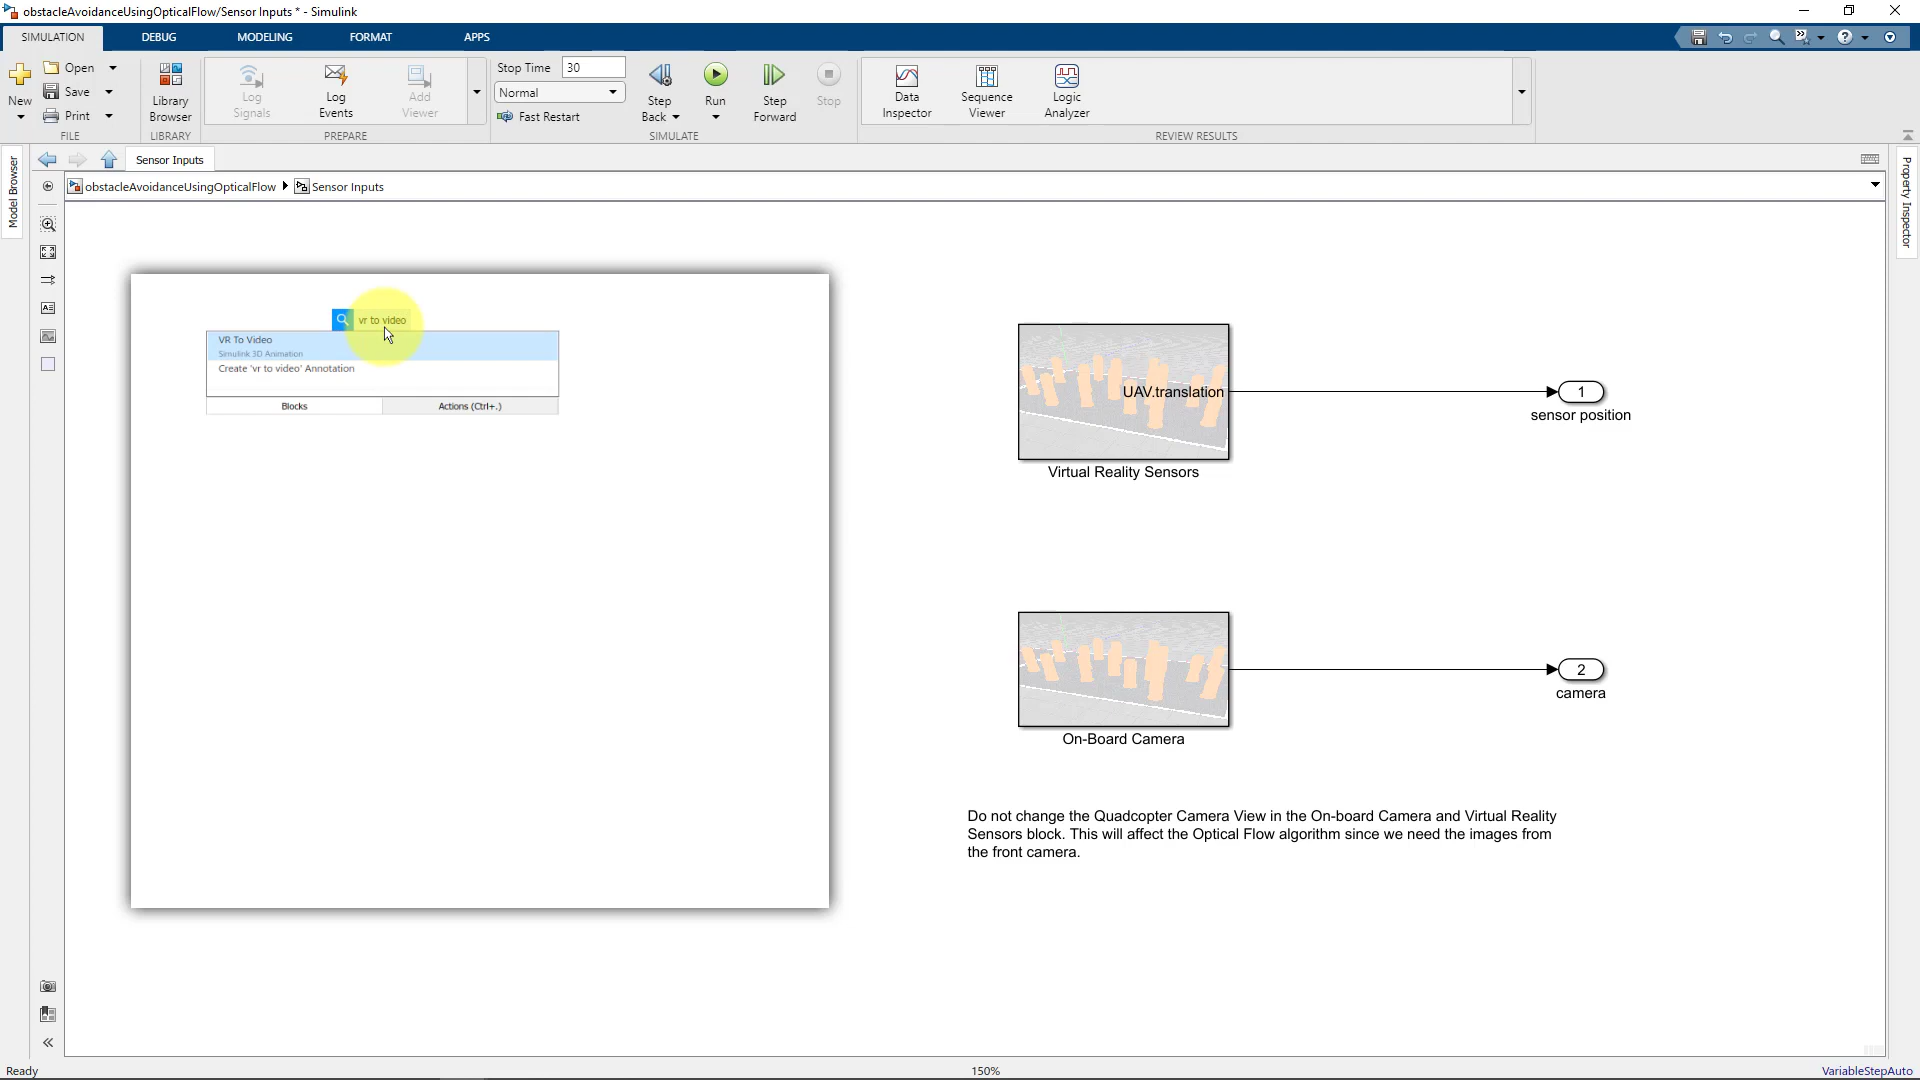 obstacleAvoidanceUsingOpticalFlow/Sensor Inputs * - Simulink
SIMULATION
DEBUG
MODELING
FORMAT
APPS
New
Open
Save
Print
FILE
Library
Browser
LIBRARY
Log
Signals
Log
Events
Add
Viewer
PREPARE
Stop Time
30
Normal
Fast Restart
Step
Back
Run
Step
Forward
Stop
SIMULATE
Data
Inspector
Sequence
Viewer
Logic
Analyzer
REVIEW RESULTS
Model Browser
Sensor Inputs
Property Inspector
obstacleAvoidanceUsingOpticalFlow
Sensor Inputs
vr to video
VR To Video
Simulink 3D Animation
Create 'vr to video' Annotation
Blocks
Actions (Ctrl+.)
UAV.translation
Virtual Reality Sensors
1
sensor position
On-Board Camera
2
camera
Do not change the Quadcopter Camera View in the On-board Camera and Virtual Reality
Sensors block. This will affect the Optical Flow algorithm since we need the images from
the front camera.
Ready
150%
VariableStepAuto